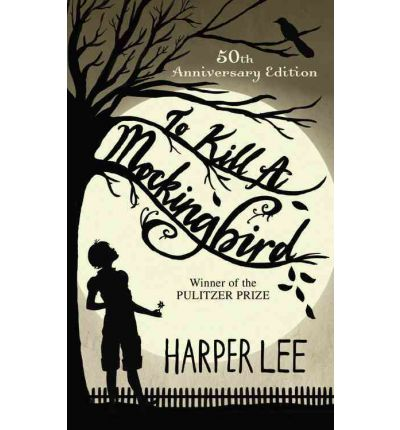 50th
Anniversary Edition
To Kill A
Mockingbird
Winner of the
PULITZER PRIZE
HARPER LEE